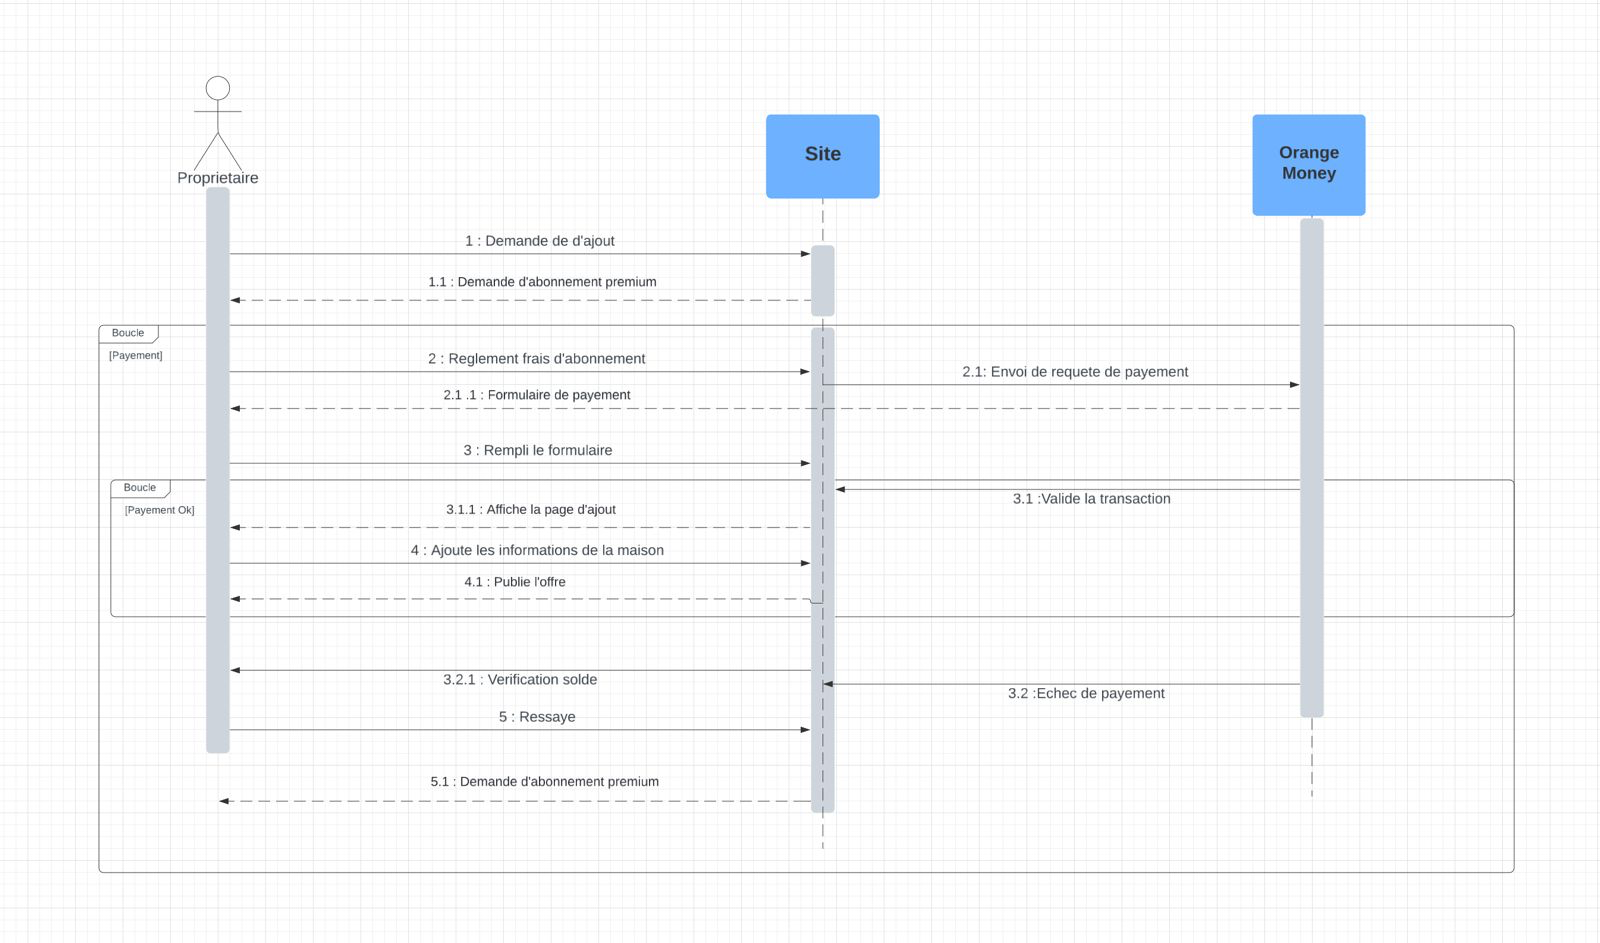 Proprietaire
Site
Orange
Money
1 : Demande de d'ajout
1.1 : Demande d'abonnement premium
Boucle
[Payement]
2 : Reglement frais d'abonnement
2.1: Envoi de requete de payement
2.1 .1 : Formulaire de payement
3 : Rempli le formulaire
Boucle
[Payement Ok]
3.1 :Valide la transaction
3.1.1 : Affiche la page d'ajout
4 : Ajoute les informations de la maison
4.1 : Publie l'offre
3.2.1 : Verification solde
3.2 :Echec de payement
5 : Ressaye
5.1 : Demande d'abonnement premium